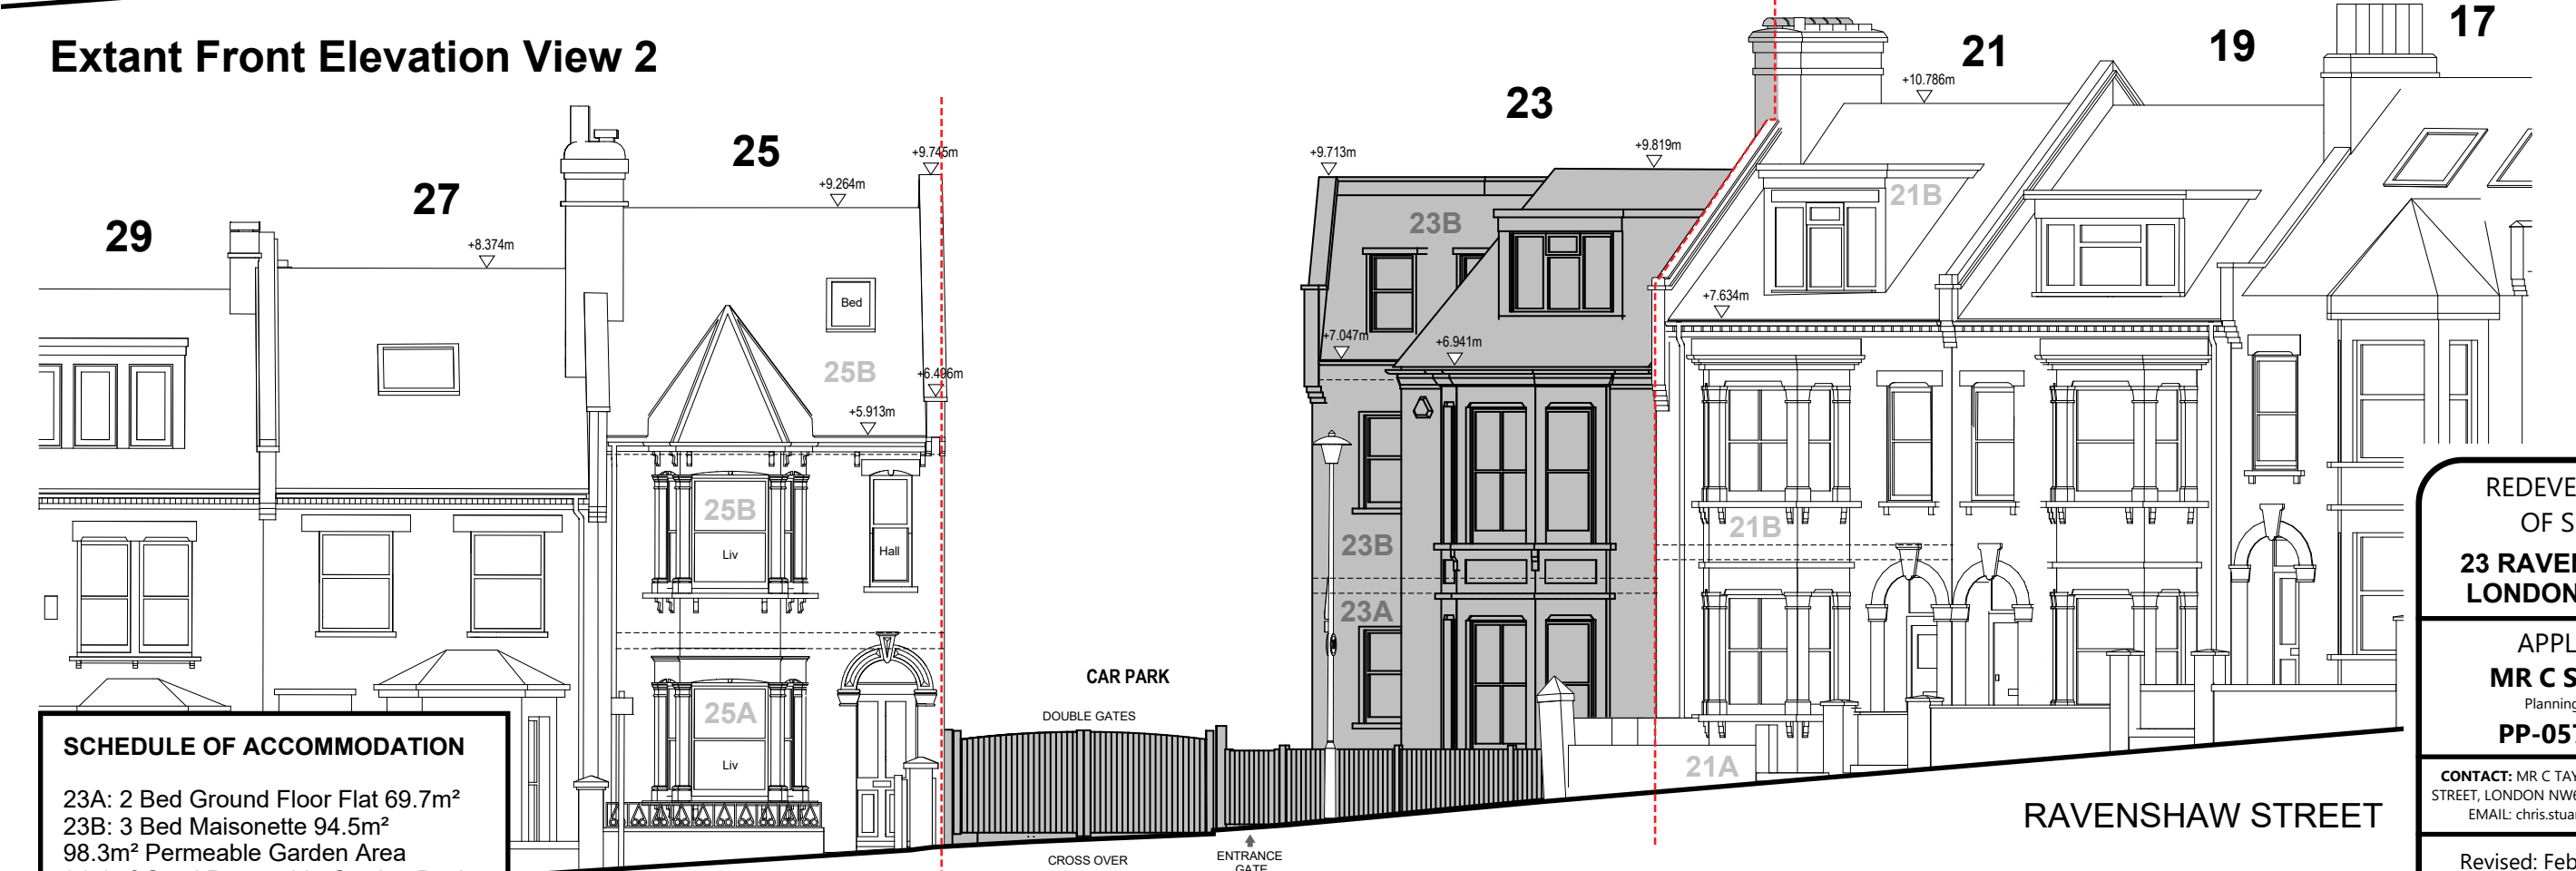 Extant Front Elevation View 2
29
27
25
23
21
19
17
+8.374m
+9.264m
+9.745m
+9.713m
+9.819m
+10.786m
+7.634m
+7.047m
+6.941m
+5.913m
Bed
25B
25B
Liv
Hall
25A
Liv
23B
23B
23A
21B
21B
21A
CAR PARK
DOUBLE GATES
CROSS OVER
ENTRANCE
GATE
RAVENSHAW STREET
SCHEDULE OF ACCOMMODATION
23A: 2 Bed Ground Floor Flat 69.7m²
23B: 3 Bed Maisonette 94.5m²
98.3m² Permeable Garden Area
REDEVE
OF S
23 RAVE
LONDON
APPL
MR C S
Planning
PP-057
CONTACT: MR C TAY
STREET, LONDON NW6
EMAIL: chris.stua
Revised: Feb